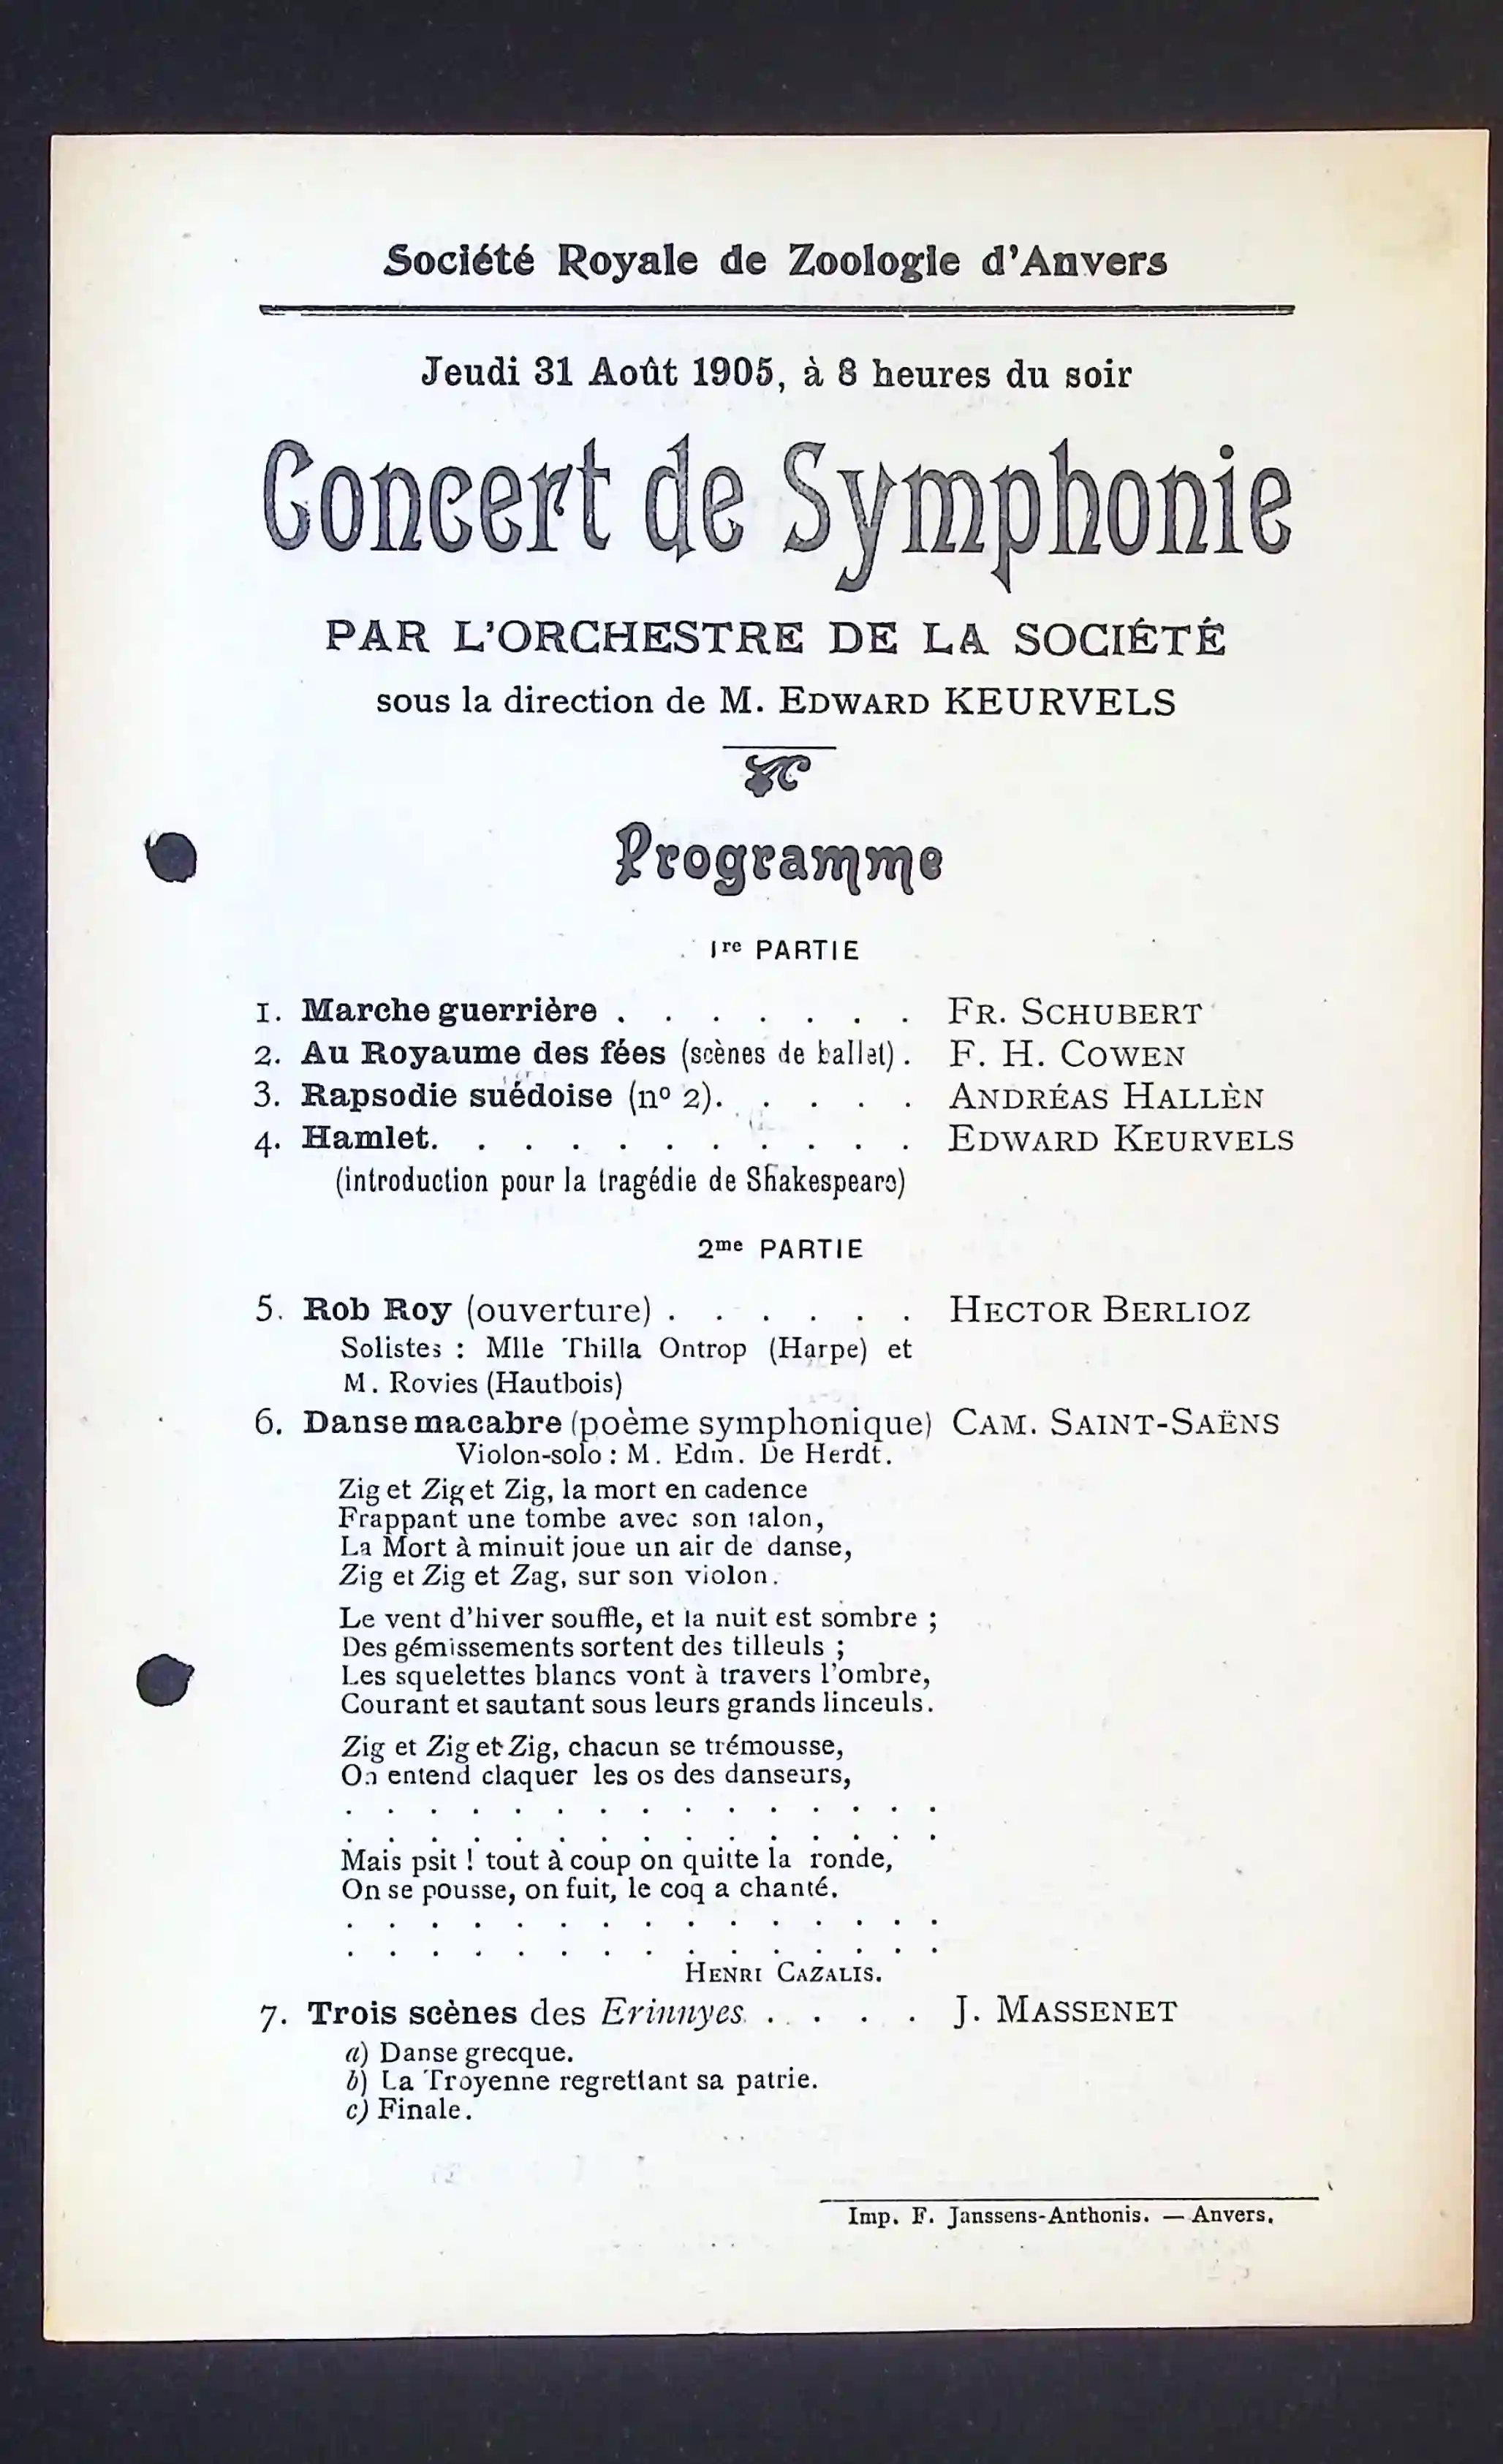 Société Royale de Zoologie d'Anvers
Jeudi 31 Août 1905, à 8 heures du soir
Concert de Symphonie
PAR L'ORCHESTRE DE LA SOCIÉTÉ
sous la direction de M. EDWARD KEURVELS
Programme
1re PARTIE
1. Marche guerrière . . . . . . . FR. SCHUBERT
2. Au Royaume des fées (scènes de ballet) . F. H. COWEN
3. Rapsodie suédoise (no 2). . . . . ANDRÉAS HALLÈN
4. Hamlet. . . . . . . . . . . EDWARD KEURVELS
(introduction pour la tragédie de Shakespeare)
2me PARTIE
5. Rob Roy (ouverture) . . . . . . HECTOR BERLIOZ
Solistes : Mlle Thilla Ontrop (Harpe) et
M. Rovies (Hautbois)
6. Danse macabre (poème symphonique) CAM. SAINT-SAËNS
Violon-solo : M. Edm. De Herdt.
Zig et Zig et Zig, la mort en cadence
Frappant une tombe avec son talon,
La Mort à minuit joue un air de danse,
Zig et Zig et Zag, sur son violon.
Le vent d'hiver souffle, et la nuit est sombre ;
Des gémissements sortent des tilleuls ;
Les squelettes blancs vont à travers l'ombre,
Courant et sautant sous leurs grands linceuls.
Zig et Zig et Zig, chacun se trémousse,
On entend claquer les os des danseurs,
. . . . . . . . . . . . . . .
. . . . . . . . . . . . . . .
Mais psit ! tout à coup on quitte la ronde,
On se pousse, on fuit, le coq a chanté.
. . . . . . . . . . . . . . .
. . . . . . . . . . . . . . .
HENRI CAZALIS.
7. Trois scènes des Erinnyes. . . . . J. MASSENET
a) Danse grecque.
b) La Troyenne regrettant sa patrie.
c) Finale.
Imp. F. Janssens-Anthonis. — Anvers.